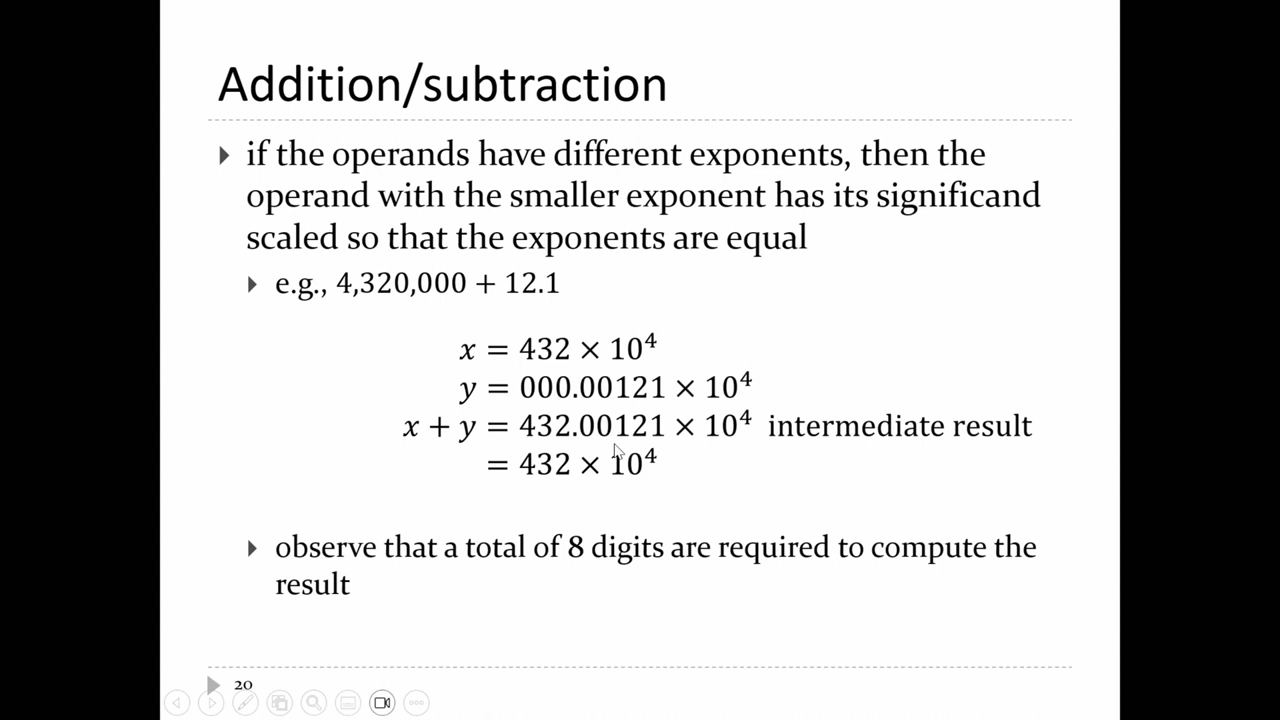 Addition/subtraction
if the operands have different exponents, then the
operand with the smaller exponent has its significand
scaled so that the exponents are equal
e.g., 4,320,000 + 12.1
x = 432 × 10⁴
y = 000.00121 × 10⁴
x + y = 432.00121 × 10⁴ intermediate result
= 432 × 10⁴
observe that a total of 8 digits are required to compute the
result
20